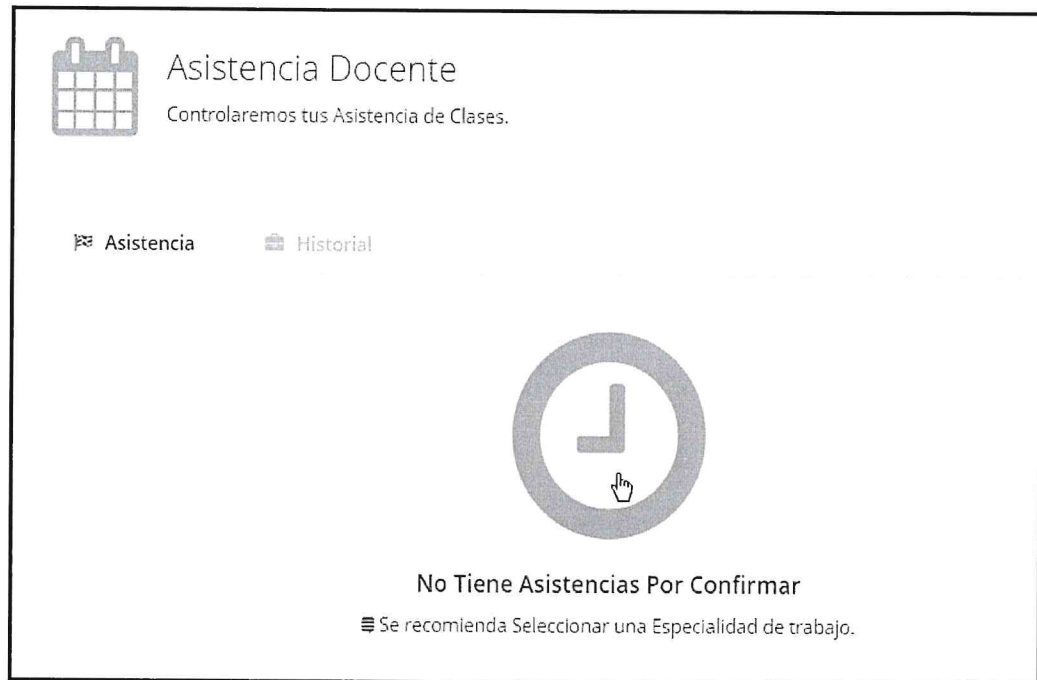 Asistencia Docente
Controlaremos tus Asistencia de Clases.
Asistencia
Historial
No Tiene Asistencias Por Confirmar
Se recomienda Seleccionar una Especialidad de trabajo.